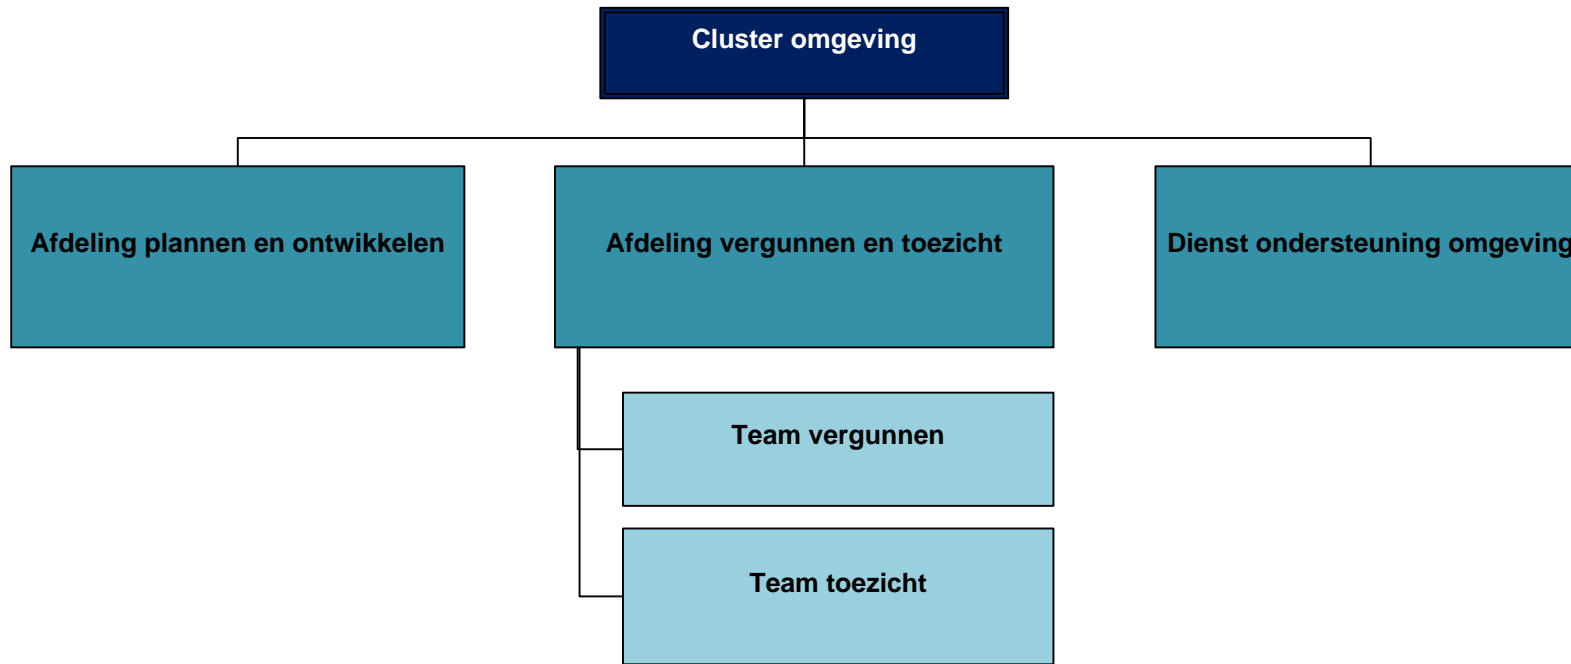 Cluster omgeving
Afdeling plannen en ontwikkelen
Afdeling vergunnen en toezicht
Dienst ondersteuning omgeving
Team vergunnen
Team toezicht